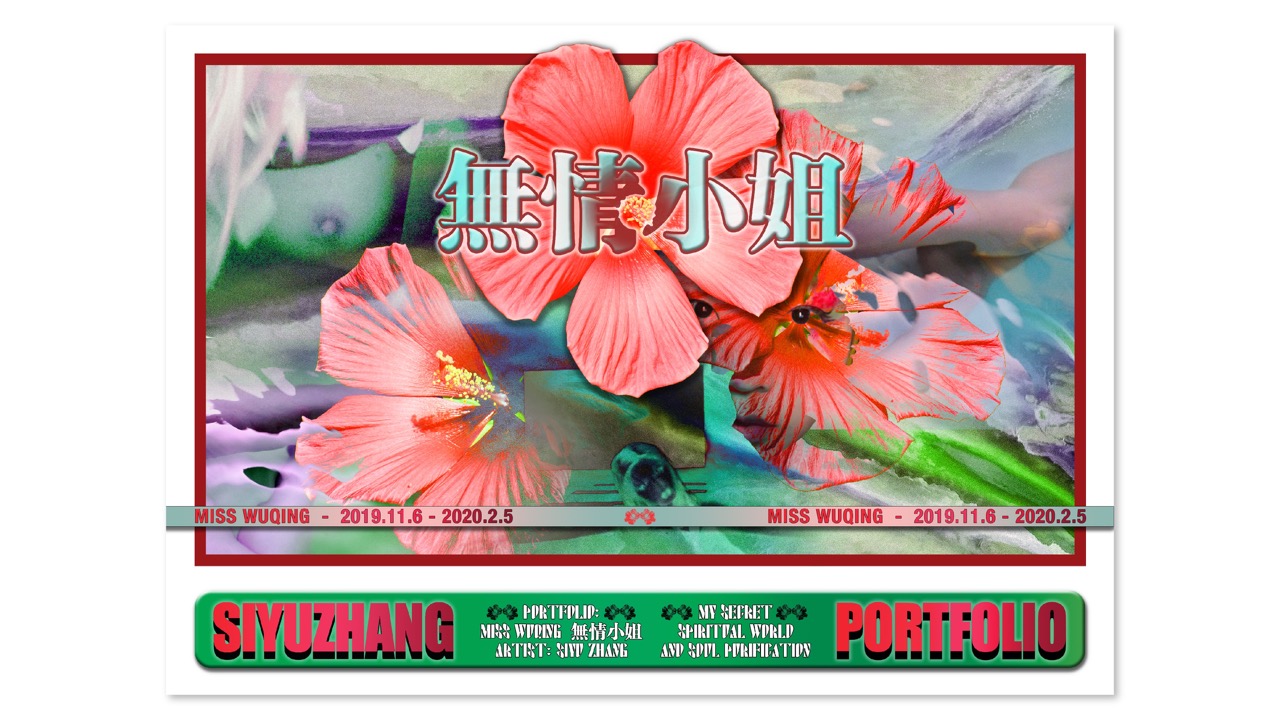 無情小姐
MISS WUQING - 2019.11.6 - 2020.2.5
MISS WUQING - 2019.11.6 - 2020.2.5
SIYUZHANG
PORTFOLIO:
MISS WUQING 無情小姐
ARTIST: SIYU ZHANG
MY SECRET
SPIRITUAL WORLD
AND SOUL PURIFICATION
PORTFOLIO